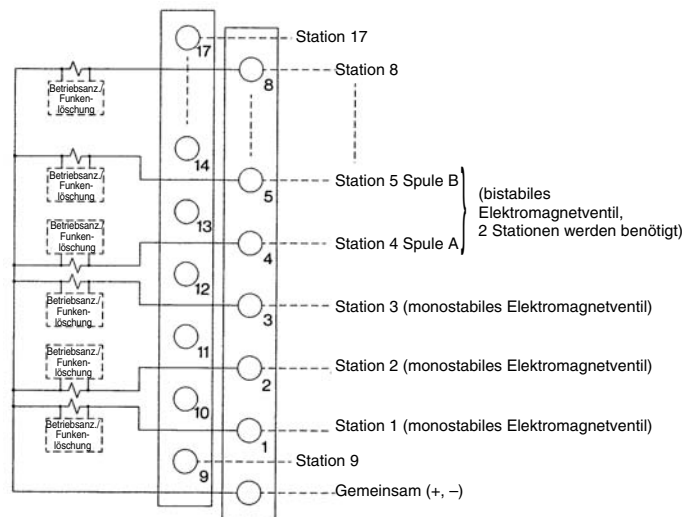 17
Station 17
8
Station 8
Betriebsanz./
Funken-
löschung
14
Betriebsanz./
Funken-
löschung
5
Station 5 Spule B
(bistabiles
Elektromagnetventil,
2 Stationen werden benötigt)
13
Betriebsanz./
Funken-
löschung
4
Station 4 Spule A
12
Betriebsanz./
Funken-
löschung
3
Station 3 (monostabiles Elektromagnetventil)
11
Betriebsanz./
Funken-
löschung
2
Station 2 (monostabiles Elektromagnetventil)
10
Betriebsanz./
Funken-
löschung
1
Station 1 (monostabiles Elektromagnetventil)
9
Station 9
Gemeinsam (+, –)